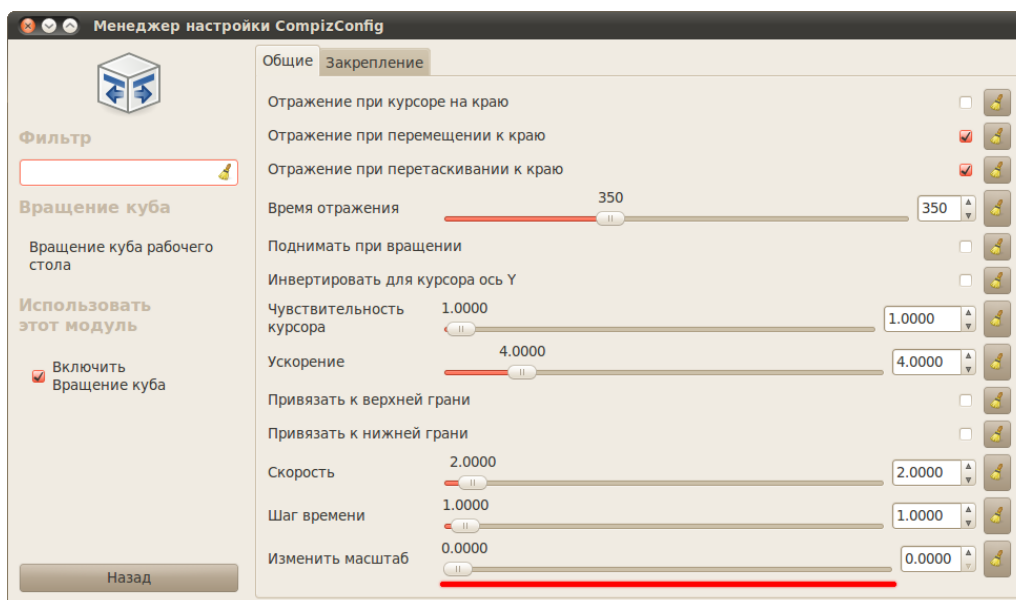 Менеджер настройки CompizConfig
Фильтр
Вращение куба
Вращение куба рабочего
стола
Использовать
этот модуль
Включить
Вращение куба
Назад
Общие Закрепление
Отражение при курсоре на краю
Отражение при перемещении к краю
Отражение при перетаскивании к краю
Время отражения 350 350
Поднимать при вращении
Инвертировать для курсора ось Y
Чувствительность
курсора 1.0000 1.0000
Ускорение 4.0000 4.0000
Привязать к верхней грани
Привязать к нижней грани
Скорость 2.0000 2.0000
Шаг времени 1.0000 1.0000
Изменить масштаб 0.0000 0.0000